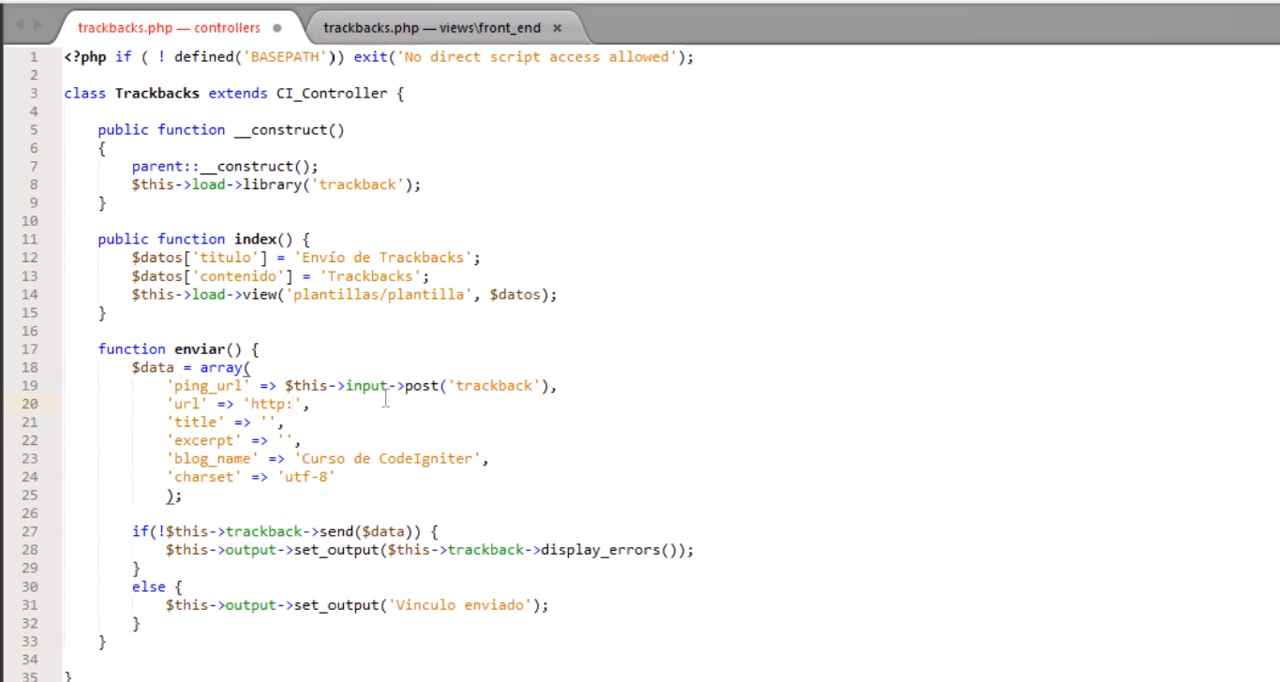 trackbacks.php — controllers
trackbacks.php — views\front_end
1 <?php if ( ! defined('BASEPATH')) exit('No direct script access allowed');
2
3 class Trackbacks extends CI_Controller {
4
5 public function __construct()
6 {
7 parent::__construct();
8 $this->load->library('trackback');
9 }
10
11 public function index() {
12 $datos['titulo'] = 'Envío de Trackbacks';
13 $datos['contenido'] = 'Trackbacks';
14 $this->load->view('plantillas/plantilla', $datos);
15 }
16
17 function enviar() {
18 $data = array(
19 'ping_url' => $this->input->post('trackback'),
20 'url' => 'http:',
21 'title' => '',
22 'excerpt' => '',
23 'blog_name' => 'Curso de CodeIgniter',
24 'charset' => 'utf-8'
25 );
26
27 if(!$this->trackback->send($data)) {
28 $this->output->set_output($this->trackback->display_errors());
29 }
30 else {
31 $this->output->set_output('Vinculo enviado');
32 }
33 }
34
35 }